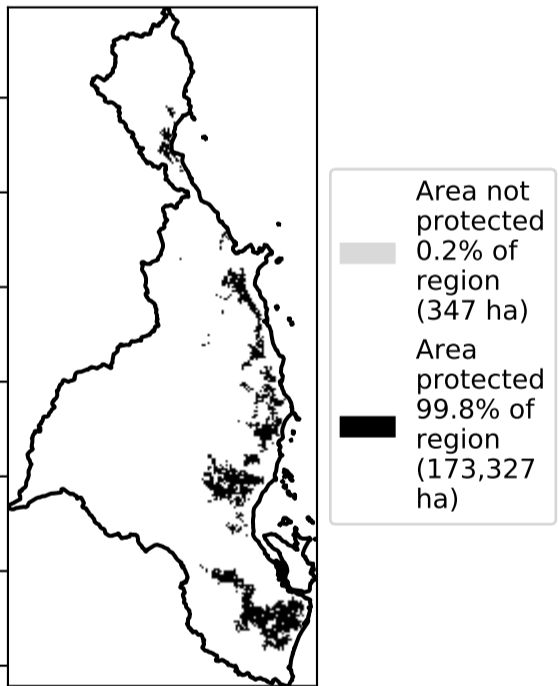 Area not
protected
0.2% of
region
(347 ha)
Area
protected
99.8% of
region
(173,327
ha)